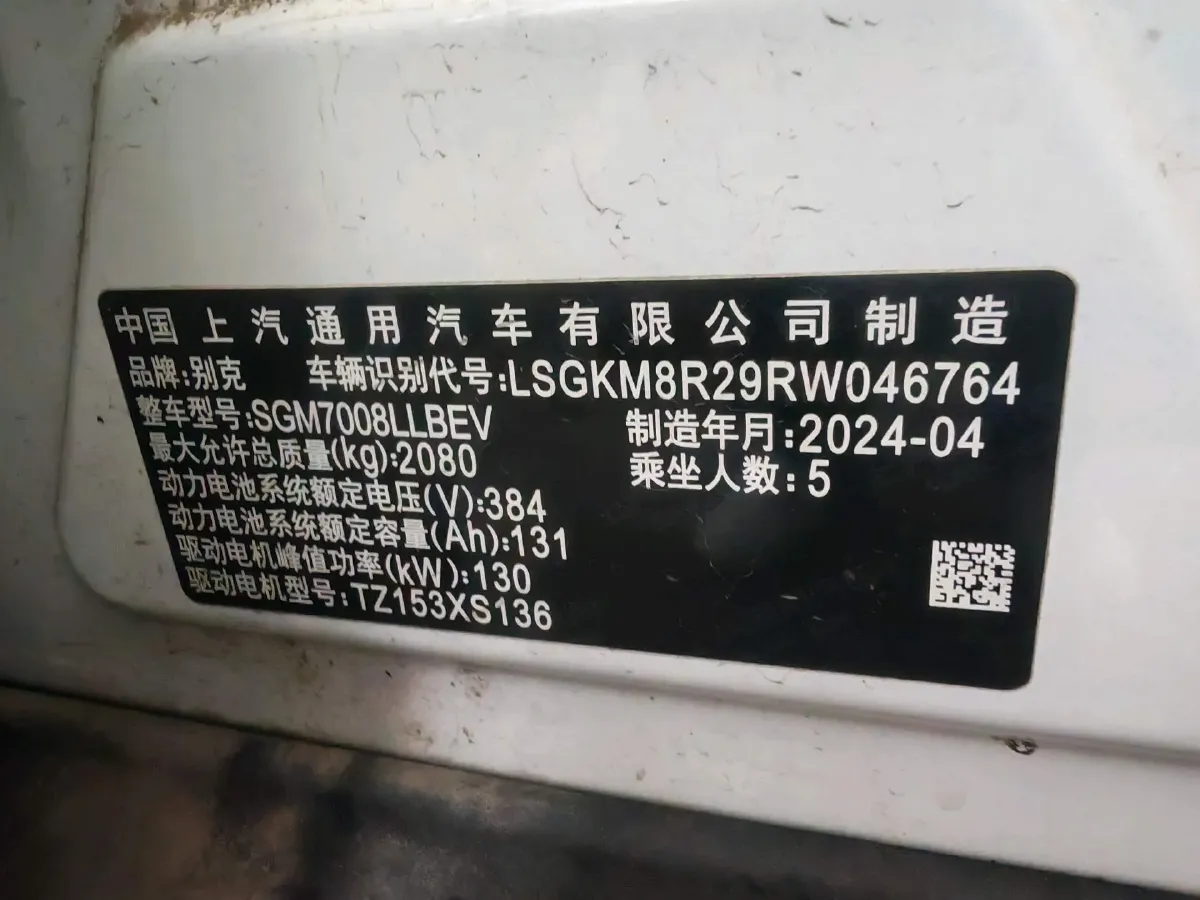 中国上汽通用汽车有限公司制造
品牌:别克 车辆识别代号:LSGKM8R29RW046764
整车型号:SGM7008LLBEV 制造年月:2024-04
最大允许总质量(kg):2080 乘坐人数:5
动力电池系统额定电压(V):384
动力电池系统额定容量(Ah):131
驱动电机峰值功率(kW):130
驱动电机型号:TZ153XS136